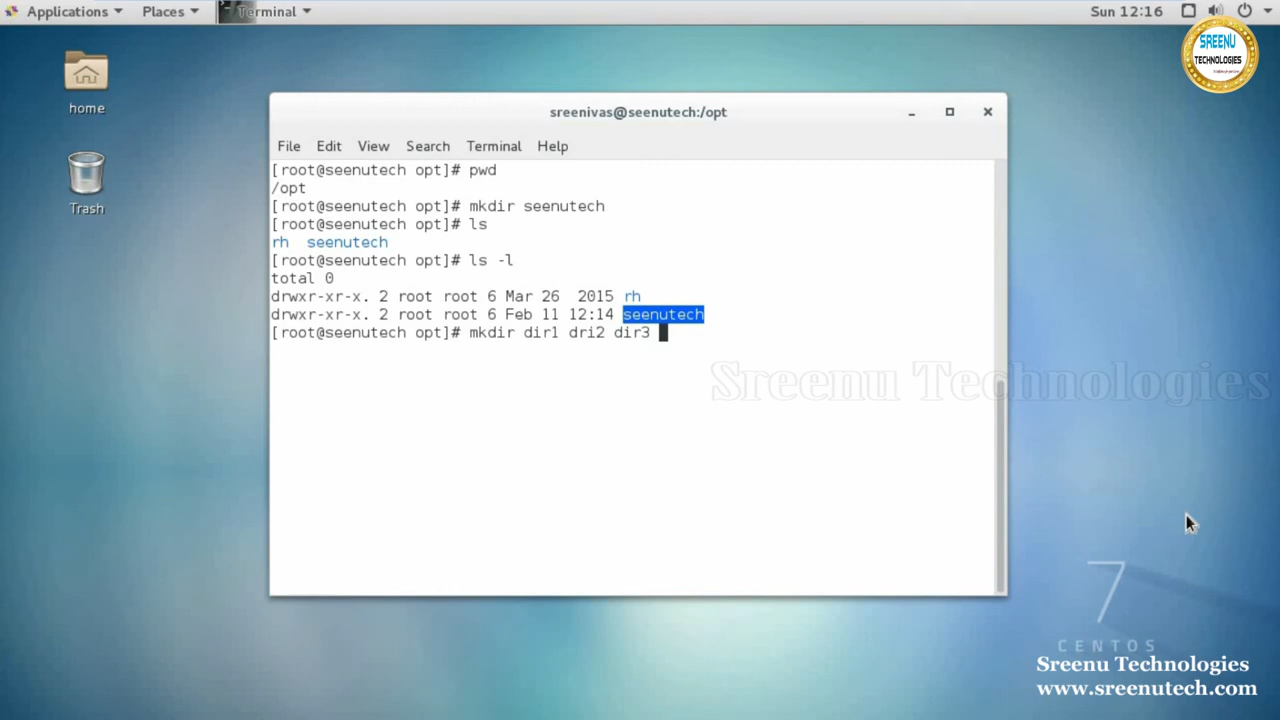 Applications Places Terminal Sun 12:16
SREENU
TECHNOLOGIES
home
Trash
sreenivas@seenutech:/opt
File Edit View Search Terminal Help
[root@seenutech opt]# pwd
/opt
[root@seenutech opt]# mkdir seenutech
[root@seenutech opt]# ls
rh  seenutech
[root@seenutech opt]# ls -l
total 0
drwxr-xr-x. 2 root root 6 Mar 26  2015 rh
drwxr-xr-x. 2 root root 6 Feb 11 12:14 seenutech
[root@seenutech opt]# mkdir dir1 dri2 dir3
Sreenu Technologies
7
CENTOS
Sreenu Technologies
www.sreenutech.com